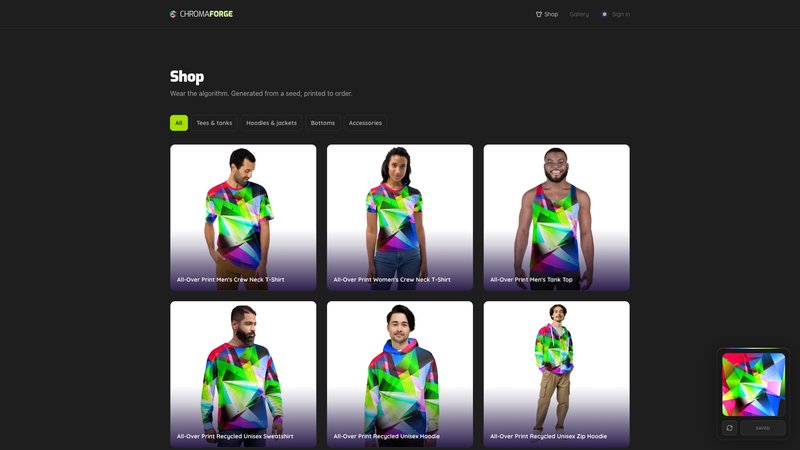 CHROMAFORGE
Shop
Gallery
Sign in
Shop
Wear the algorithm. Generated from a seed, printed to order.
All
Tees & tanks
Hoodies & jackets
Bottoms
Accessories
All-Over Print Men's Crew Neck T-Shirt
All-Over Print Women's Crew Neck T-Shirt
All-Over Print Men's Tank Top
All-Over Print Recycled Unisex Sweatshirt
All-Over Print Recycled Unisex Hoodie
All-Over Print Recycled Unisex Zip Hoodie
SAVED